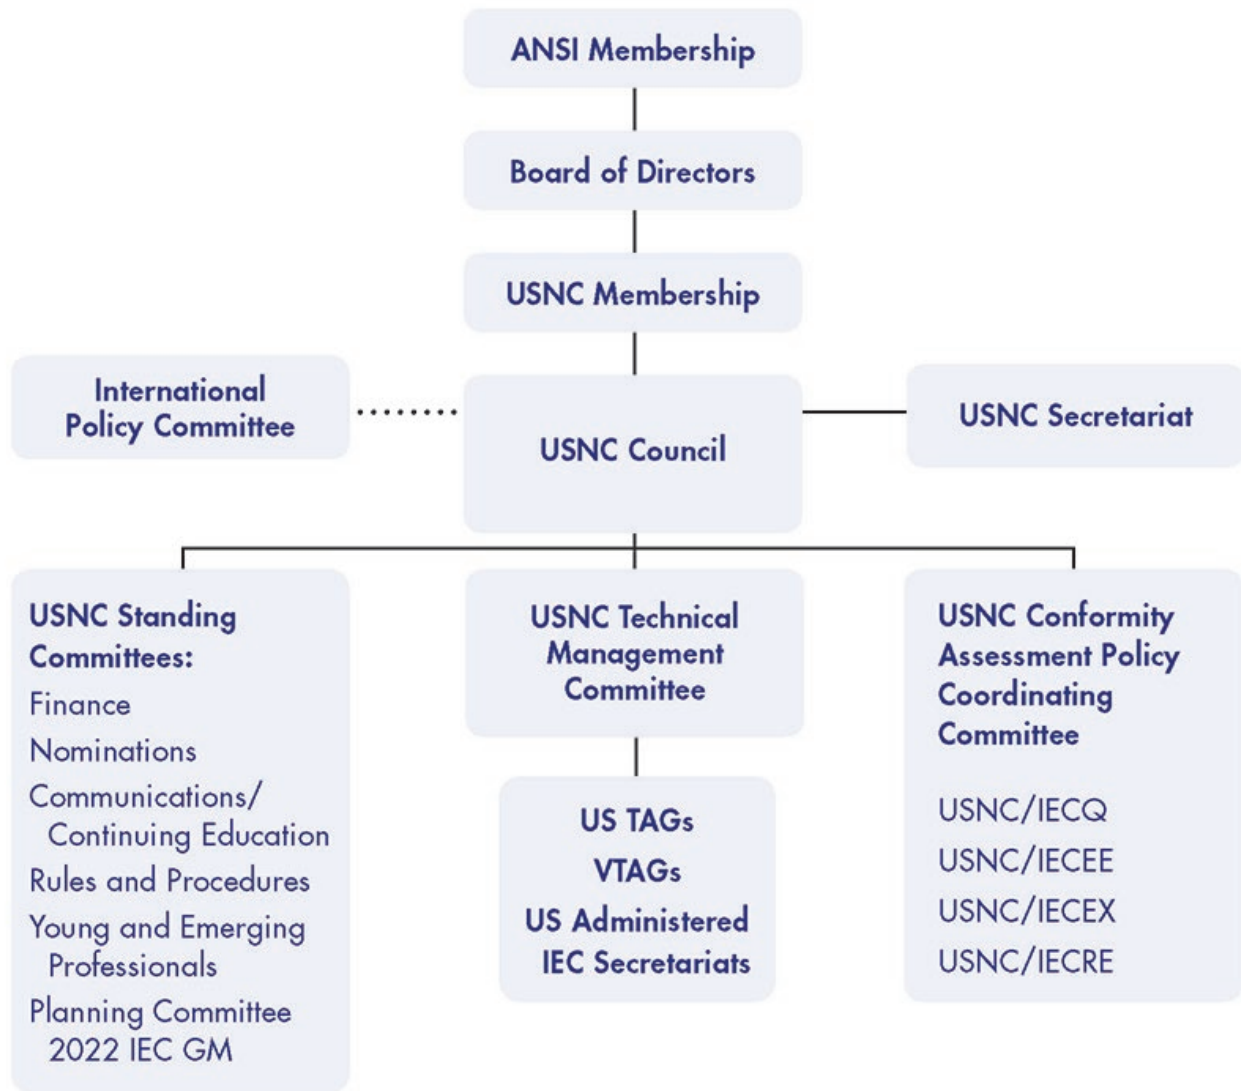 ANSI Membership
Board of Directors
USNC Membership
International
Policy Committee
USNC Council
USNC Secretariat
USNC Standing
Committees:
Finance
Nominations
Communications/
Continuing Education
Rules and Procedures
Young and Emerging
Professionals
Planning Committee
2022 IEC GM
USNC Technical
Management
Committee
US TAGs
VTAGs
US Administered
IEC Secretariats
USNC Conformity
Assessment Policy
Coordinating
Committee
USNC/IECQ
USNC/IECEE
USNC/IECEX
USNC/IECRE